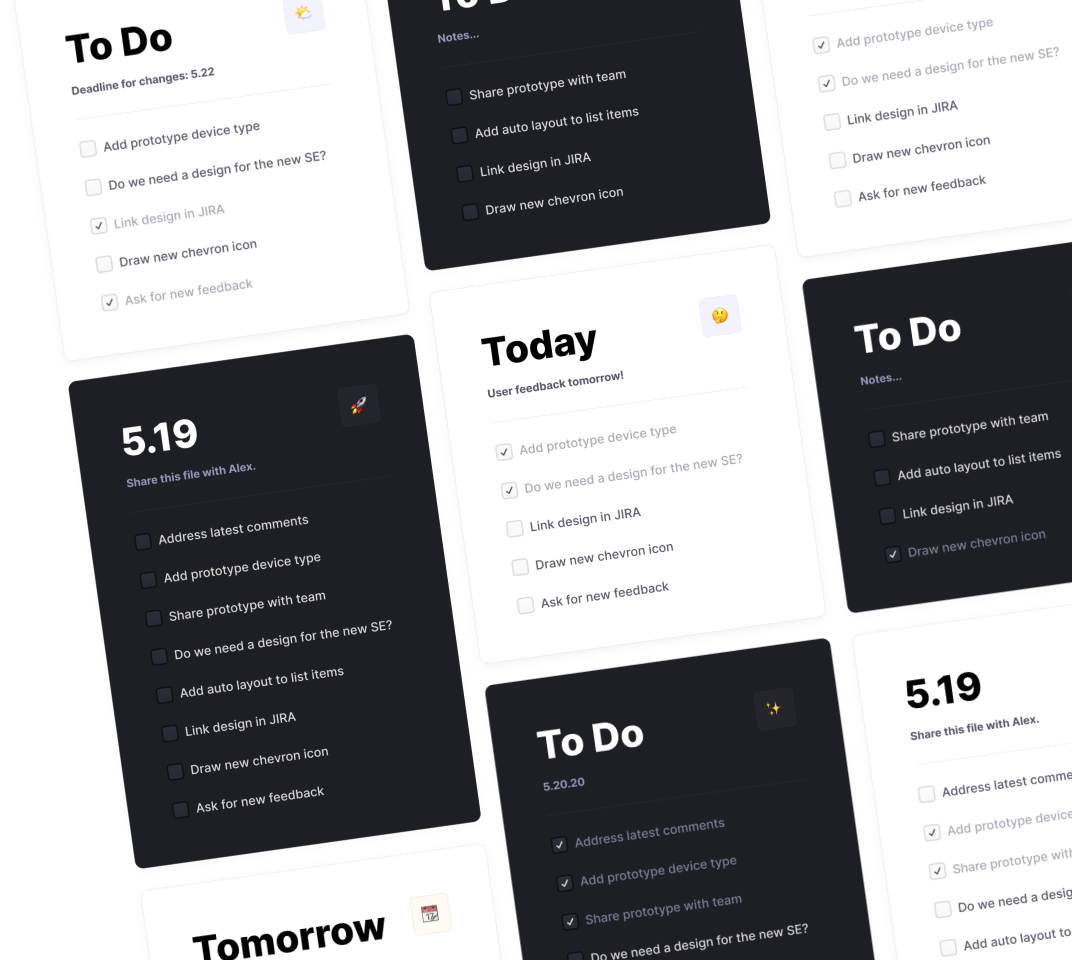 To Do
Deadline for changes: 5.22
Add prototype device type
Do we need a design for the new SE?
Link design in JIRA
Draw new chevron icon
Ask for new feedback
5.19
Share this file with Alex.
Address latest comments
Add prototype device type
Share prototype with team
Do we need a design for the new SE?
Add auto layout to list items
Link design in JIRA
Draw new chevron icon
Ask for new feedback
Tomorrow
Notes...
Share prototype with team
Add auto layout to list items
Link design in JIRA
Draw new chevron icon
Today
User feedback tomorrow!
Add prototype device type
Do we need a design for the new SE?
Link design in JIRA
Draw new chevron icon
Ask for new feedback
To Do
5.20.20
Address latest comments
Add prototype device type
Share prototype with team
Do we need a design for the new SE?
Add prototype device type
Do we need a design for the new SE?
Link design in JIRA
Draw new chevron icon
Ask for new feedback
To Do
Notes...
Share prototype with team
Add auto layout to list items
Link design in JIRA
Draw new chevron icon
5.19
Share this file with Alex.
Address latest
Add prototype
Share prototype
Do we need a
Add auto layout to